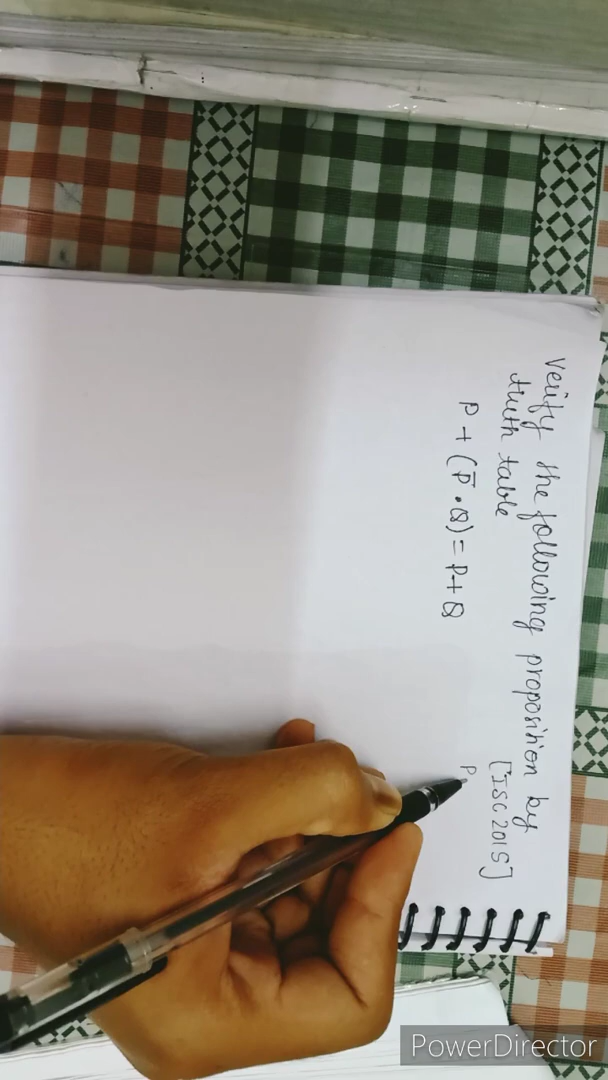 Verify the following proposition by
truth table
[ISC 2015]
P + (P̅ . Q) = P + Q
P
PowerDirector